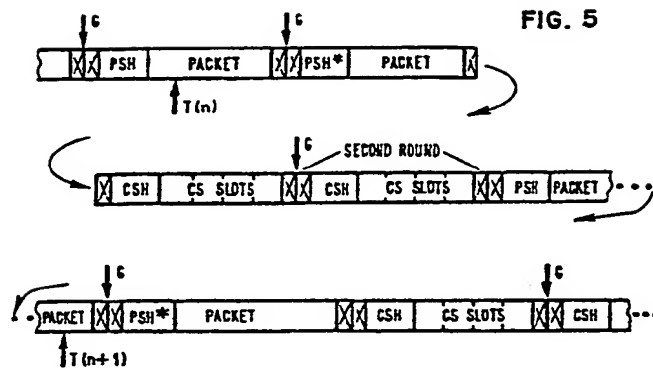 FIG. 5
G G
PSH PACKET PSH* PACKET
T(n)
G SECOND ROUND
CSH CS SLOTS CSH CS SLOTS PSH PACKET
G G
PACKET PSH* PACKET CSH CS SLOTS CSH
T(n+1)